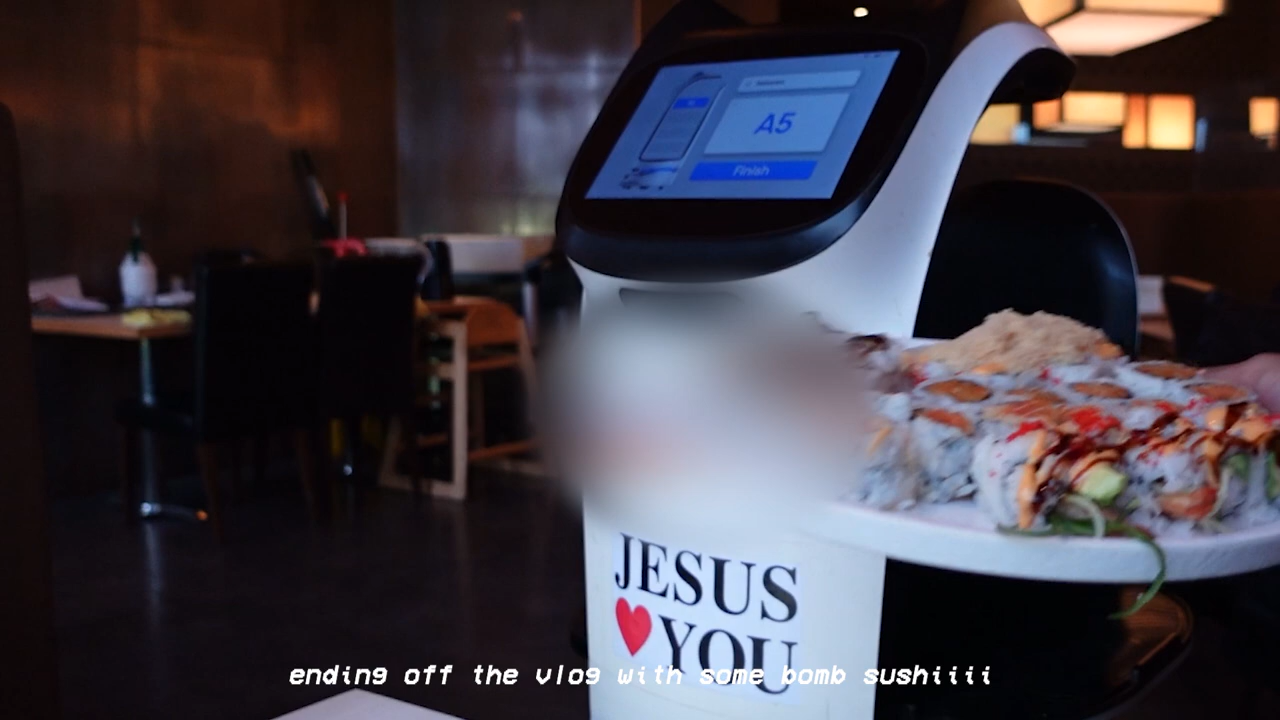 A5
Finish
JESUS
❤YOU
ending off the vlog with some bomb sushiiii